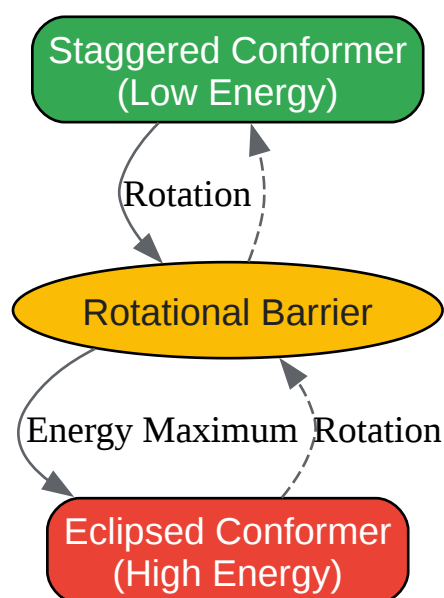 Staggered Conformer
(Low Energy)
Rotation
Rotational Barrier
Energy Maximum
Rotation
Eclipsed Conformer
(High Energy)